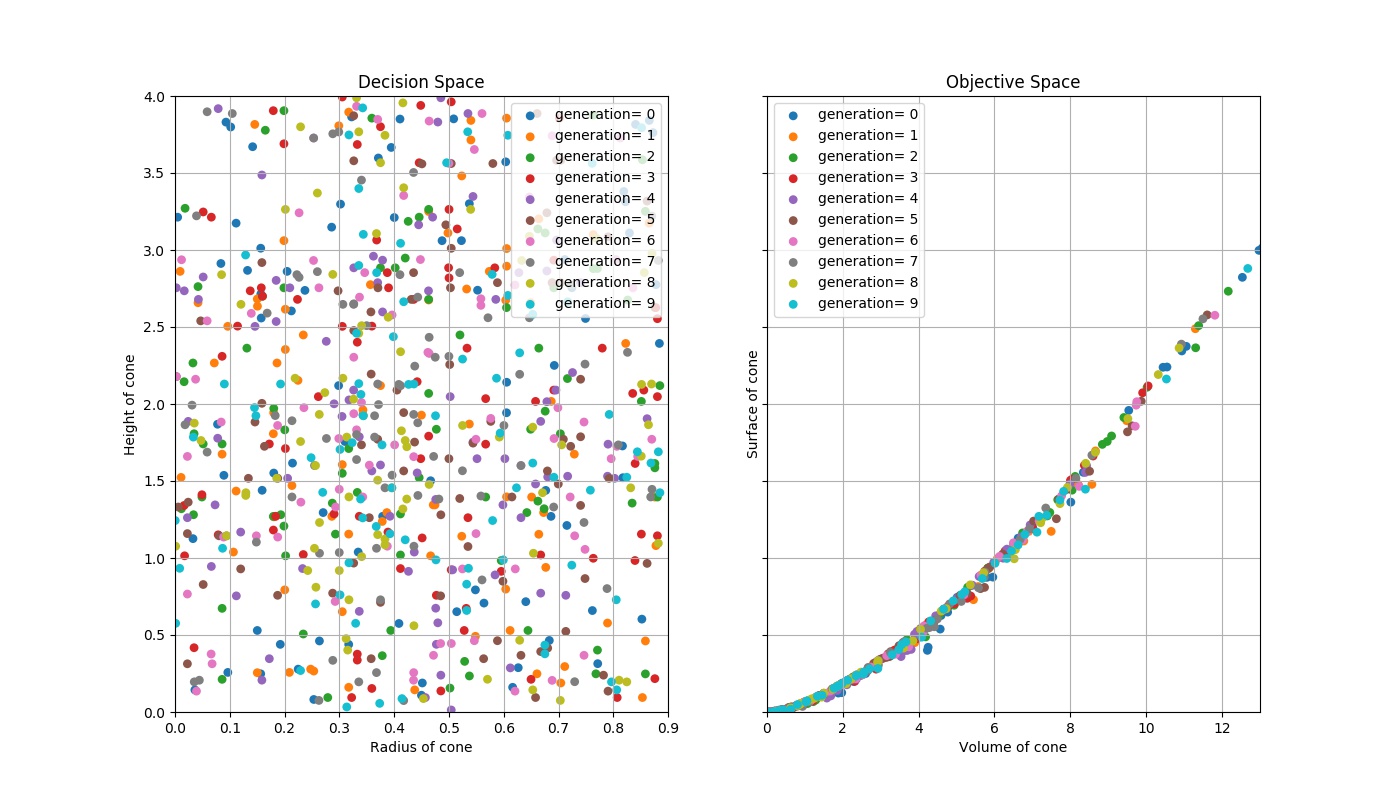 Decision Space
Objective Space
4.0
3.5
3.0
2.5
2.0
1.5
1.0
0.5
0.0
Height of cone
0.0 0.1 0.2 0.3 0.4 0.5 0.6 0.7 0.8 0.9
Radius of cone
generation= 0
generation= 1
generation= 2
generation= 3
generation= 4
generation= 5
generation= 6
generation= 7
generation= 8
generation= 9
Surface of cone
0 2 4 6 8 10 12
Volume of cone
generation= 0
generation= 1
generation= 2
generation= 3
generation= 4
generation= 5
generation= 6
generation= 7
generation= 8
generation= 9